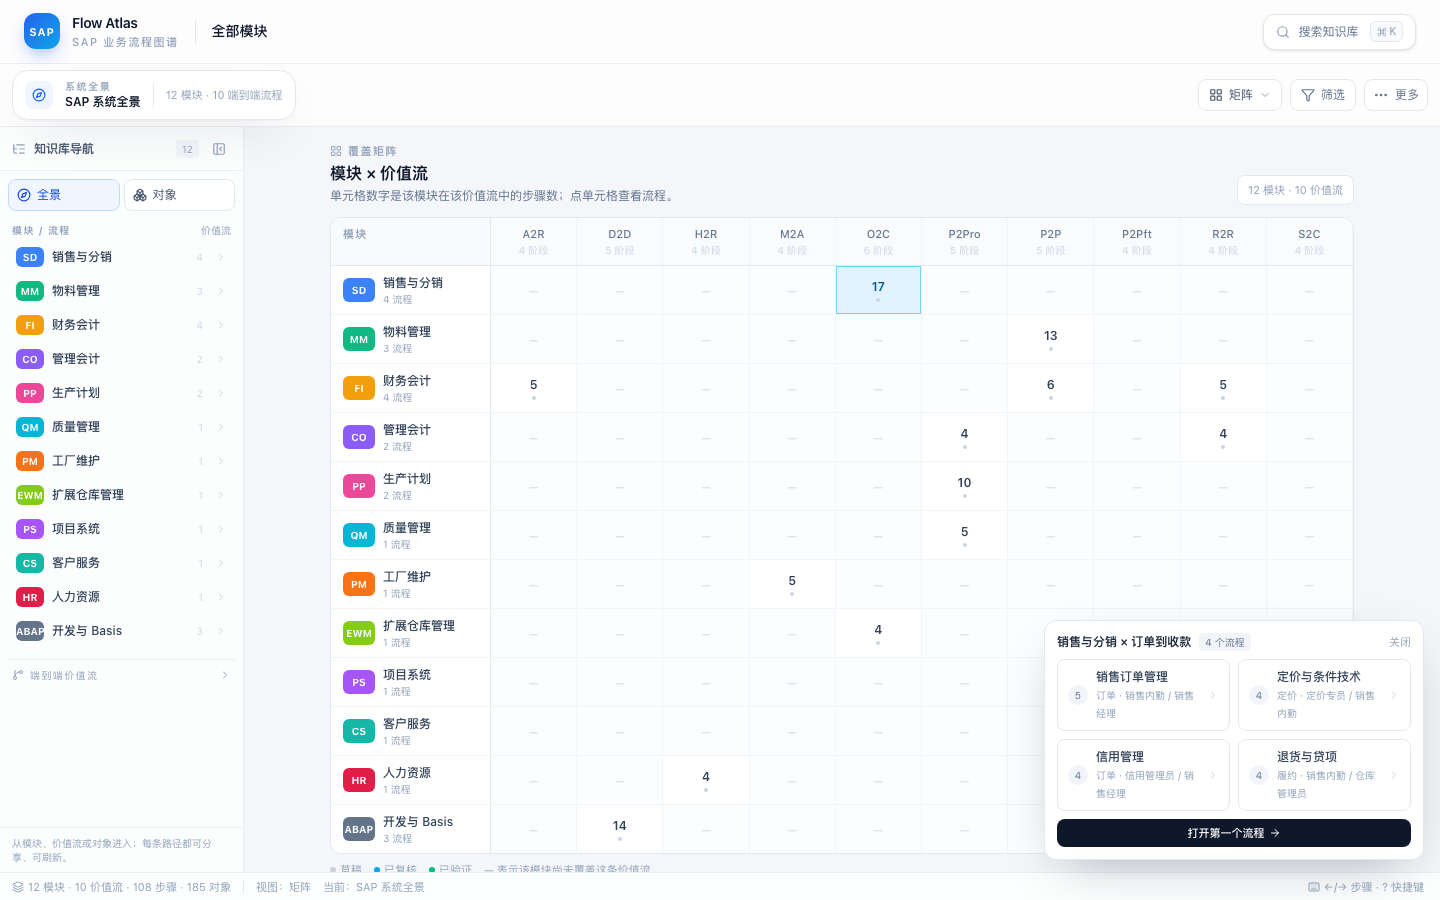 SAP
Flow Atlas
SAP 业务流程图谱
全部模块
搜索知识库
⌘ K
系统全景
SAP 系统全景
12 模块 · 10 端到端流程
矩阵
筛选
更多
知识库导航
12
全景
对象
模块 / 流程
价值流
SD 销售与分销 4
MM 物料管理 3
FI 财务会计 4
CO 管理会计 2
PP 生产计划 2
QM 质量管理 1
PM 工厂维护 1
EWM 扩展仓库管理 1
PS 项目系统 1
CS 客户服务 1
HR 人力资源 1
ABAP 开发与 Basis 3
端到端价值流
从模块、价值流或对象进入；每条路径都可分
享、可刷新。
覆盖矩阵
模块 × 价值流
单元格数字是该模块在该价值流中的步骤数；点单元格查看流程。
12 模块 · 10 价值流
模块 A2R D2D H2R M2A O2C P2Pro P2P P2Pft R2R S2C
4 阶段 5 阶段 4 阶段 4 阶段 6 阶段 5 阶段 5 阶段 4 阶段 4 阶段 4 阶段
SD 销售与分销 — — — — 17 — — — — —
4 流程
MM 物料管理 — — — — — — 13 — — —
3 流程
FI 财务会计 5 — — — — — 6 — 5 —
4 流程
CO 管理会计 — — — — — 4 — — 4 —
2 流程
PP 生产计划 — — — — — 10 — — — —
2 流程
QM 质量管理 — — — — — 5 — — — —
1 流程
PM 工厂维护 — — — 5 — — — — — —
1 流程
EWM 扩展仓库管理 — — — — 4 —
1 流程
PS 项目系统 — — — — — —
1 流程
CS 客户服务 — — — — — —
1 流程
HR 人力资源 — — 4 — — —
1 流程
ABAP 开发与 Basis — 14 — — — —
3 流程
草稿 已复核 已验证 — 表示该模块尚未覆盖这条价值流
销售与分销 × 订单到收款
4 个流程
关闭
5
销售订单管理
订单 · 销售内勤 / 销售
经理
4
定价与条件技术
定价 · 定价专员 / 销售
内勤
4
信用管理
订单 · 信用管理员 / 销
售经理
4
退货与贷项
履约 · 销售内勤 / 仓库
管理员
打开第一个流程 →
12 模块 · 10 价值流 · 108 步骤 · 185 对象
视图：矩阵
当前：SAP 系统全景
←/→ 步骤 · ? 快捷键